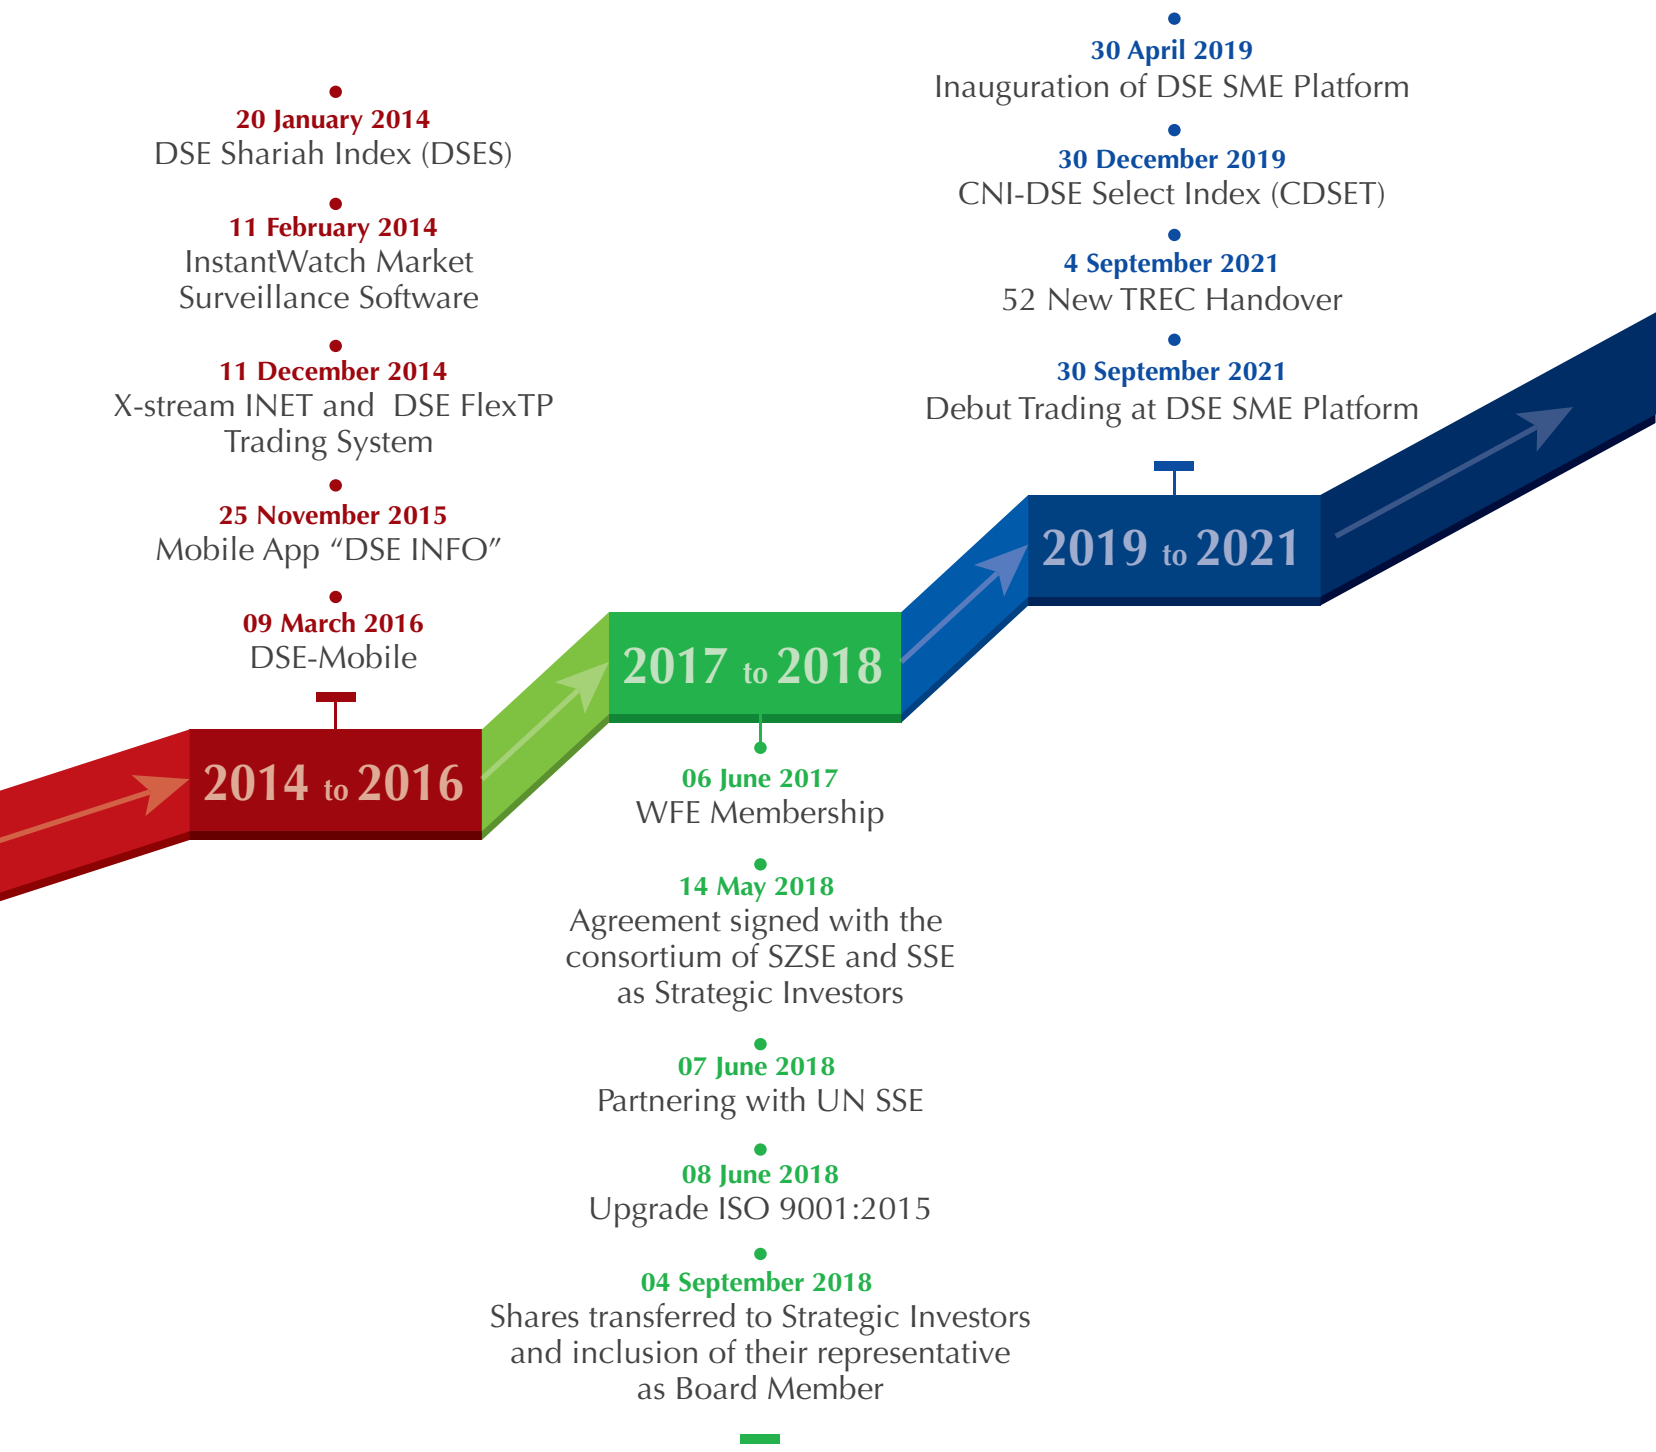 20 January 2014
DSE Shariah Index (DSES)
11 February 2014
InstantWatch Market
Surveillance Software
11 December 2014
X-stream INET and  DSE FlexTP
Trading System
25 November 2015
Mobile App “DSE INFO”
09 March 2016
DSE-Mobile
2014 to 2016
2017 to 2018
06 June 2017
WFE Membership
14 May 2018
Agreement signed with the
consortium of SZSE and SSE
as Strategic Investors
07 June 2018
Partnering with UN SSE
08 June 2018
Upgrade ISO 9001:2015
04 September 2018
Shares transferred to Strategic Investors
and inclusion of their representative
as Board Member
30 April 2019
Inauguration of DSE SME Platform
30 December 2019
CNI-DSE Select Index (CDSET)
4 September 2021
52 New TREC Handover
30 September 2021
Debut Trading at DSE SME Platform
2019 to 2021